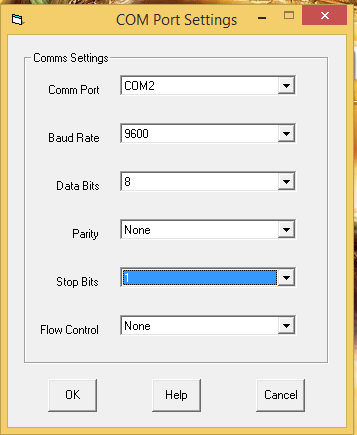 COM Port Settings
Comms Settings
Comm Port COM2
Baud Rate 9600
Data Bits 8
Parity None
Stop Bits 1
Flow Control None
OK Help Cancel